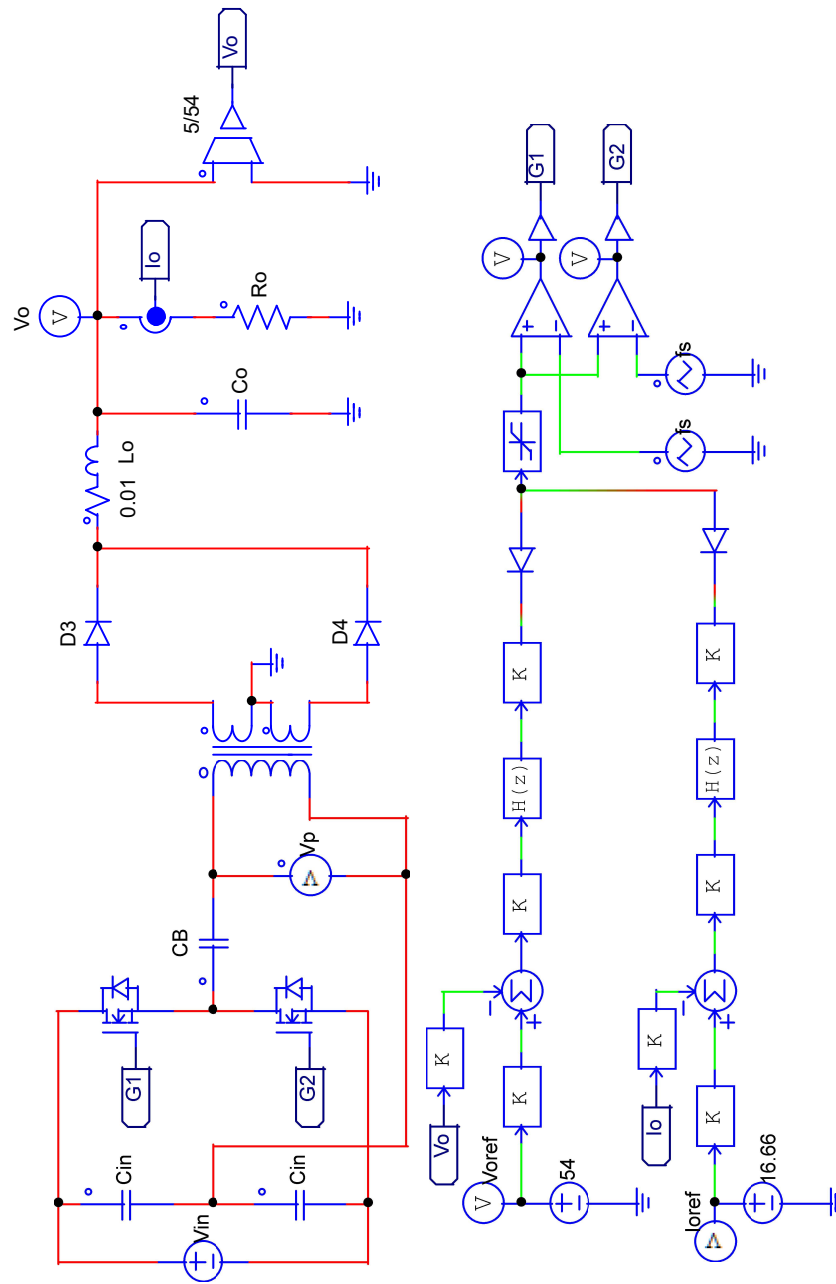 Vin
Cin
Cin
G1
G2
CB
Vp
V
D3
D4
0.01 Lo
Co
Vo
V
Io
Ro
5/54
Vo
V
Voref
54
Vo
K
K
Σ
K
H(z)
K
fs
fs
V
V
G1
G2
Ioref
V
16.66
Io
K
K
Σ
K
H(z)
K